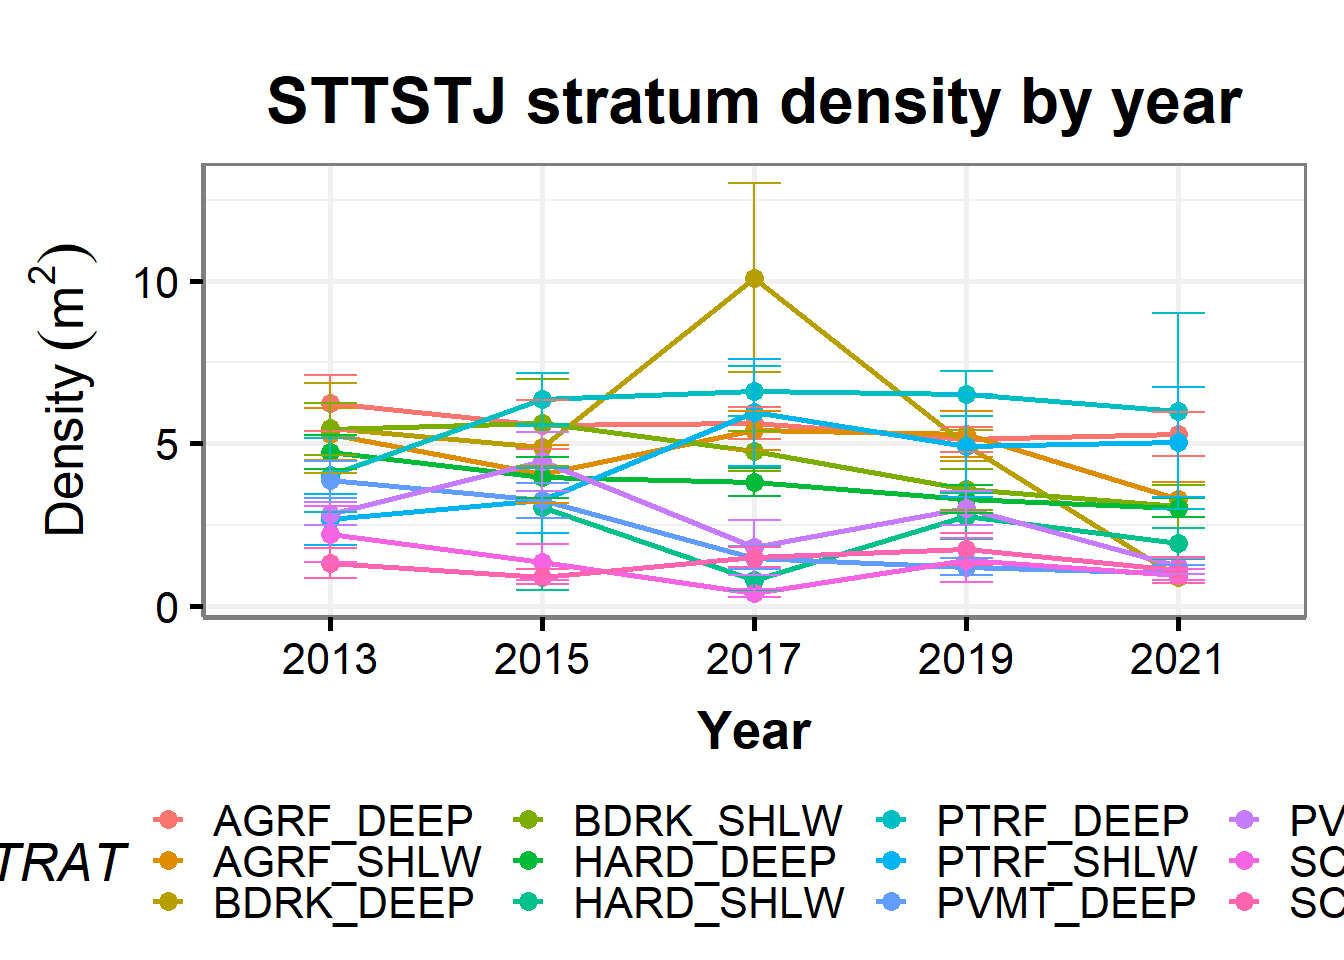 STTSTJ stratum density by year
Density (m²)
10
5
0
2013 2015 2017 2019 2021
Year
TRAT
AGRF_DEEP BDRK_SHLW PTRF_DEEP PV
AGRF_SHLW HARD_DEEP PTRF_SHLW SC
BDRK_DEEP HARD_SHLW PVMT_DEEP SC